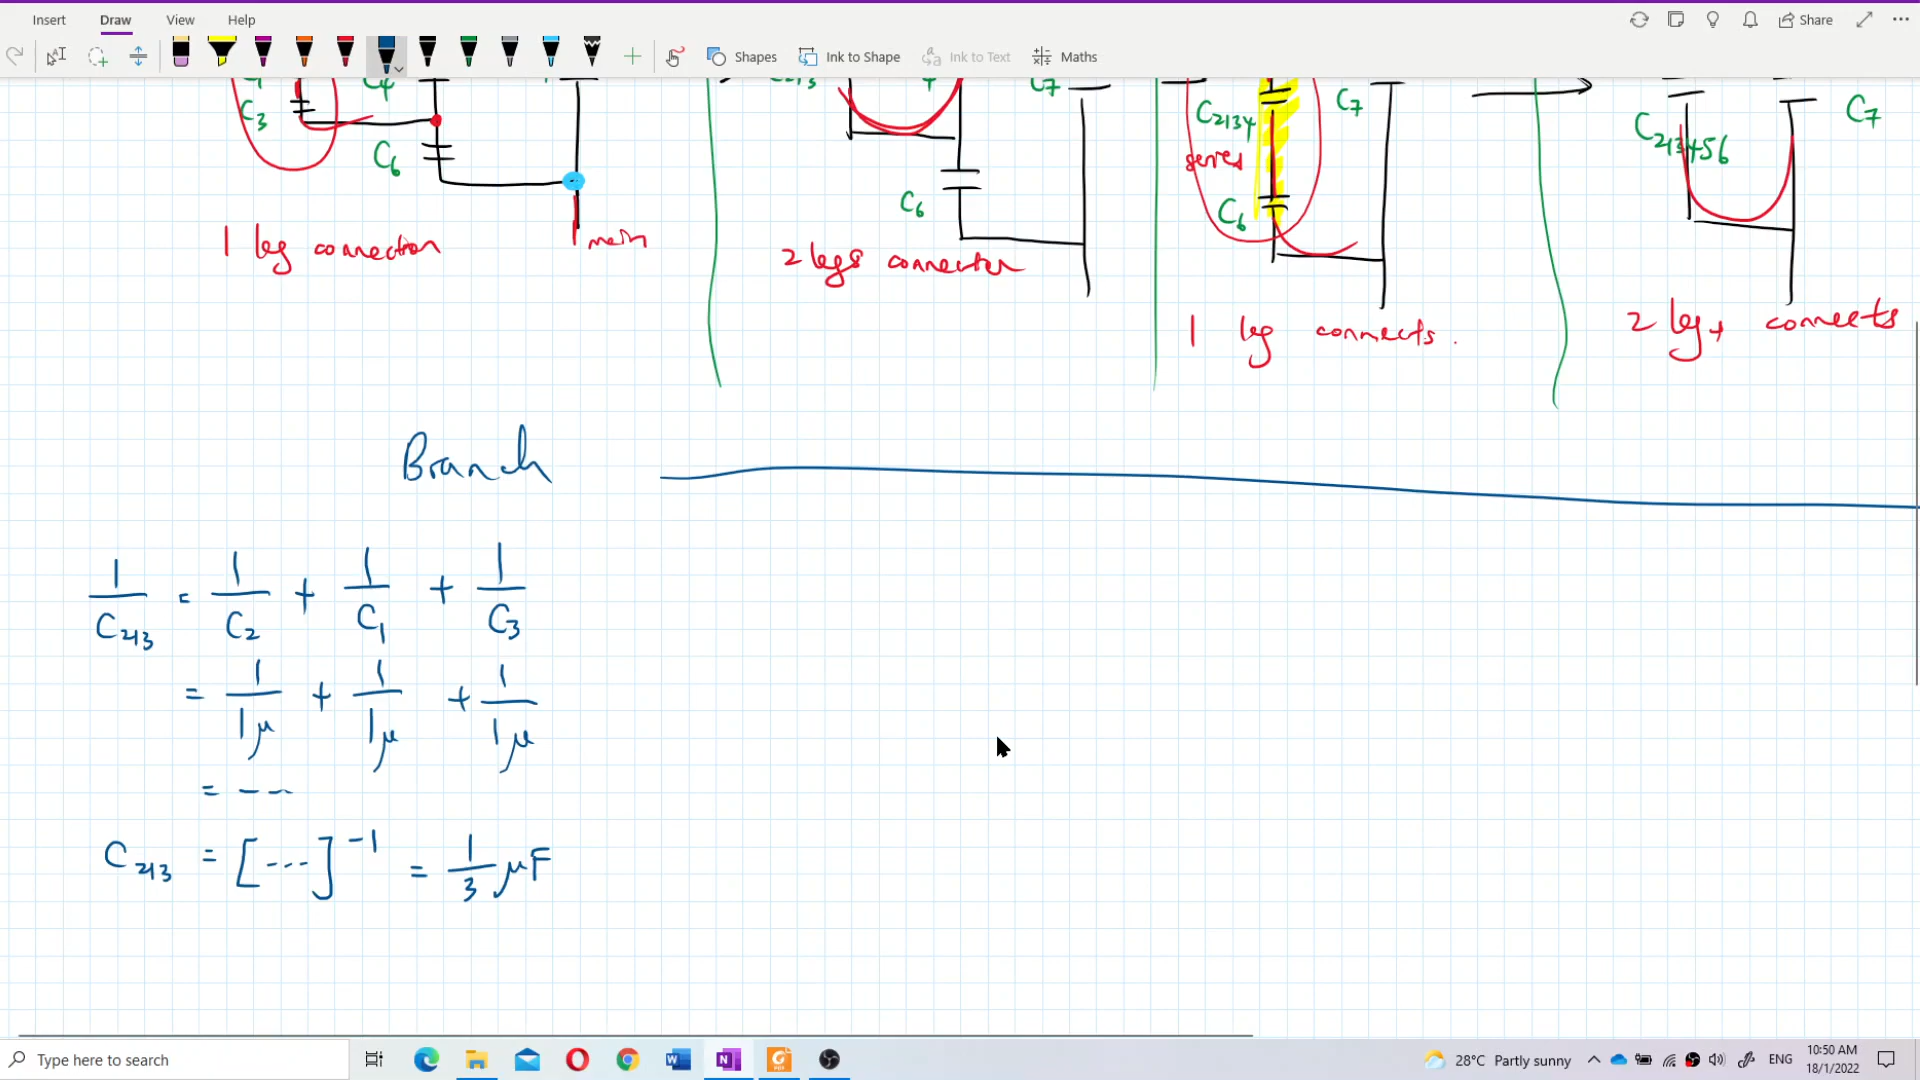 Insert Draw View Help
Share
Shapes Ink to Shape Ink to Text Maths
C3
C4
C6
1 leg connection
1 main
C213
C7
C6
2 legs connecter
C2134
series
C6
C7
1 leg connects.
C213456
C7
2 legs connects
Branch
1/C213 = 1/C2 + 1/C1 + 1/C3
= 1/1μ + 1/1μ + 1/1μ
= ---
C213 = [---]^-1 = 1/3 μF
Type here to search
28°C Partly sunny
ENG
10:50 AM
18/1/2022